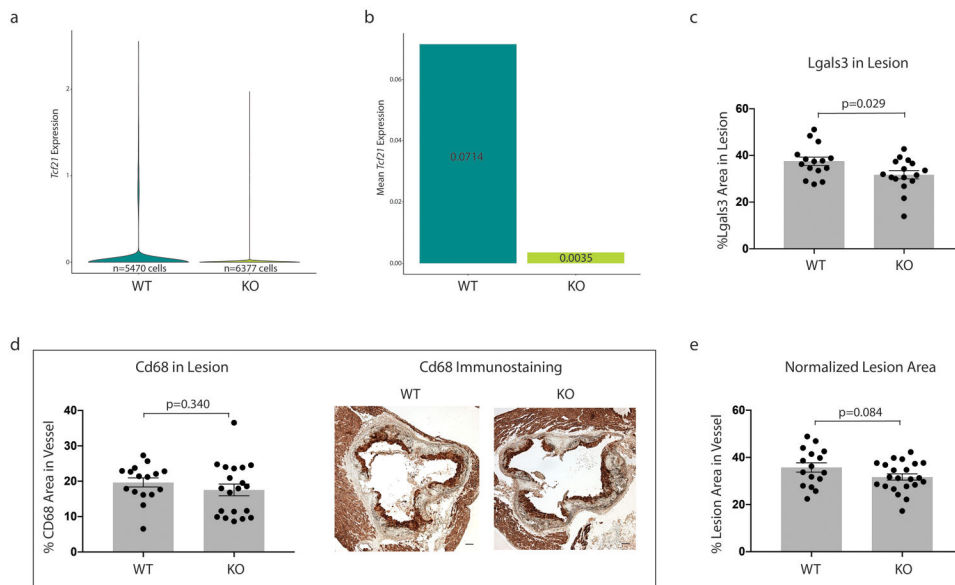 a
Tcf21 Expression
2
1
0
n=5470 cells
n=6377 cells
WT
KO
b
Mean Tcf21 Expression
0.06
0.04
0.02
0.00
0.0714
0.0035
WT
KO
c
Lgals3 in Lesion
p=0.029
%Lgals3 Area in Lesion
60
40
20
0
WT
KO
d
Cd68 in Lesion
p=0.340
% CD68 Area in Vessel
40
30
20
10
0
WT
KO
Cd68 Immunostaining
WT
KO
e
Normalized Lesion Area
p=0.084
% Lesion Area in Vessel
60
40
20
0
WT
KO